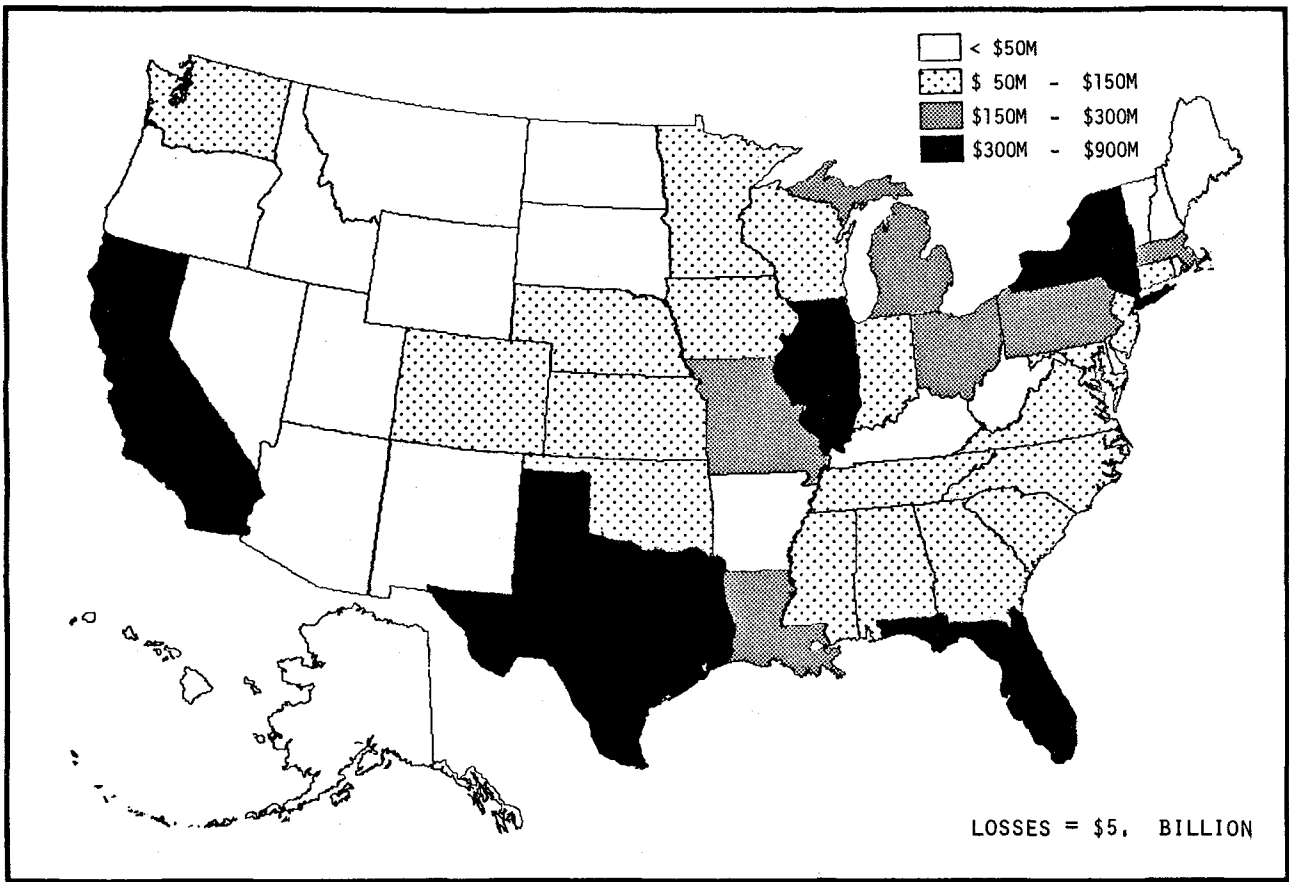 < $50M
$ 50M - $150M
$150M - $300M
$300M - $900M
LOSSES = $5. BILLION